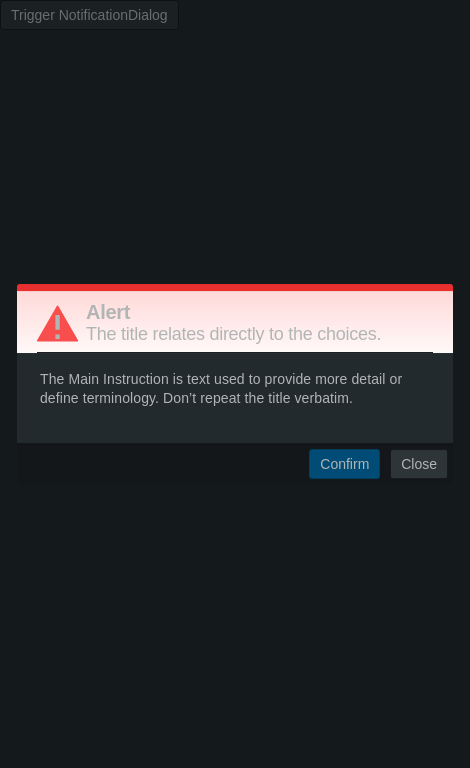 Trigger NotificationDialog
Alert
The title relates directly to the choices.
The Main Instruction is text used to provide more detail or
define terminology. Don’t repeat the title verbatim.
Confirm
Close